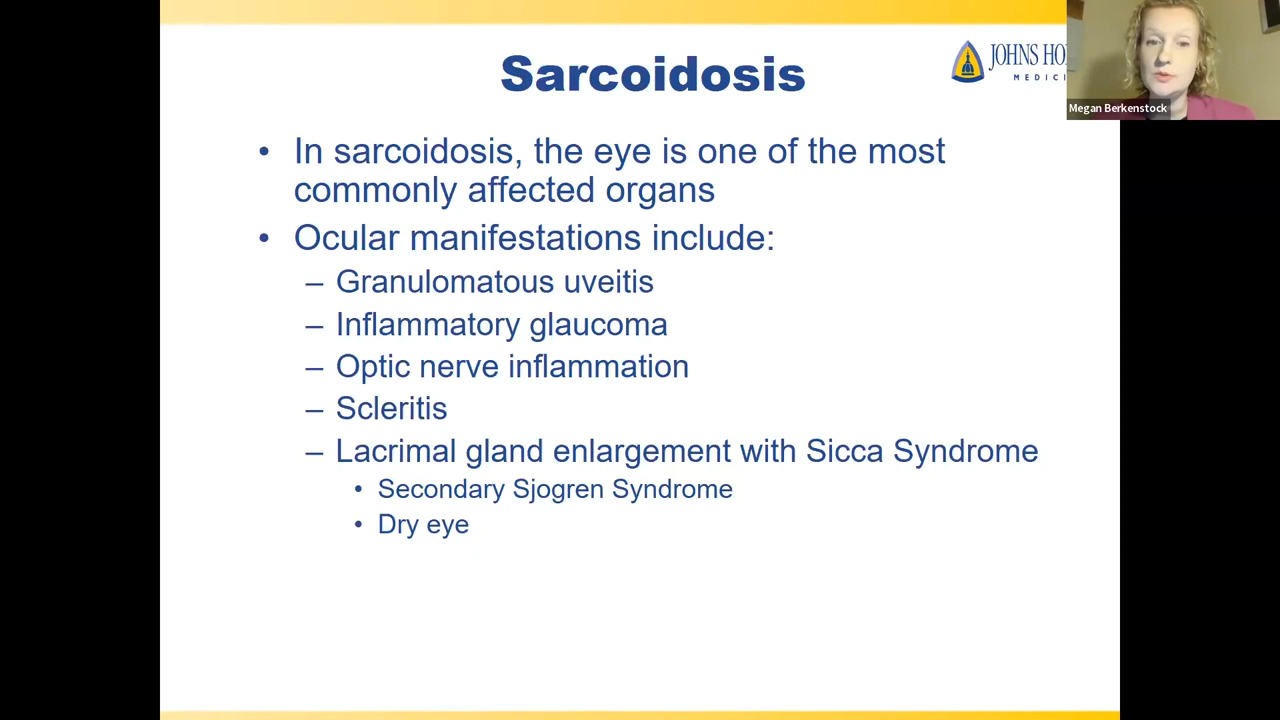 Sarcoidosis
JOHNS HO
MEDICI
Megan Berkenstock
• In sarcoidosis, the eye is one of the most
commonly affected organs
• Ocular manifestations include:
– Granulomatous uveitis
– Inflammatory glaucoma
– Optic nerve inflammation
– Scleritis
– Lacrimal gland enlargement with Sicca Syndrome
• Secondary Sjogren Syndrome
• Dry eye